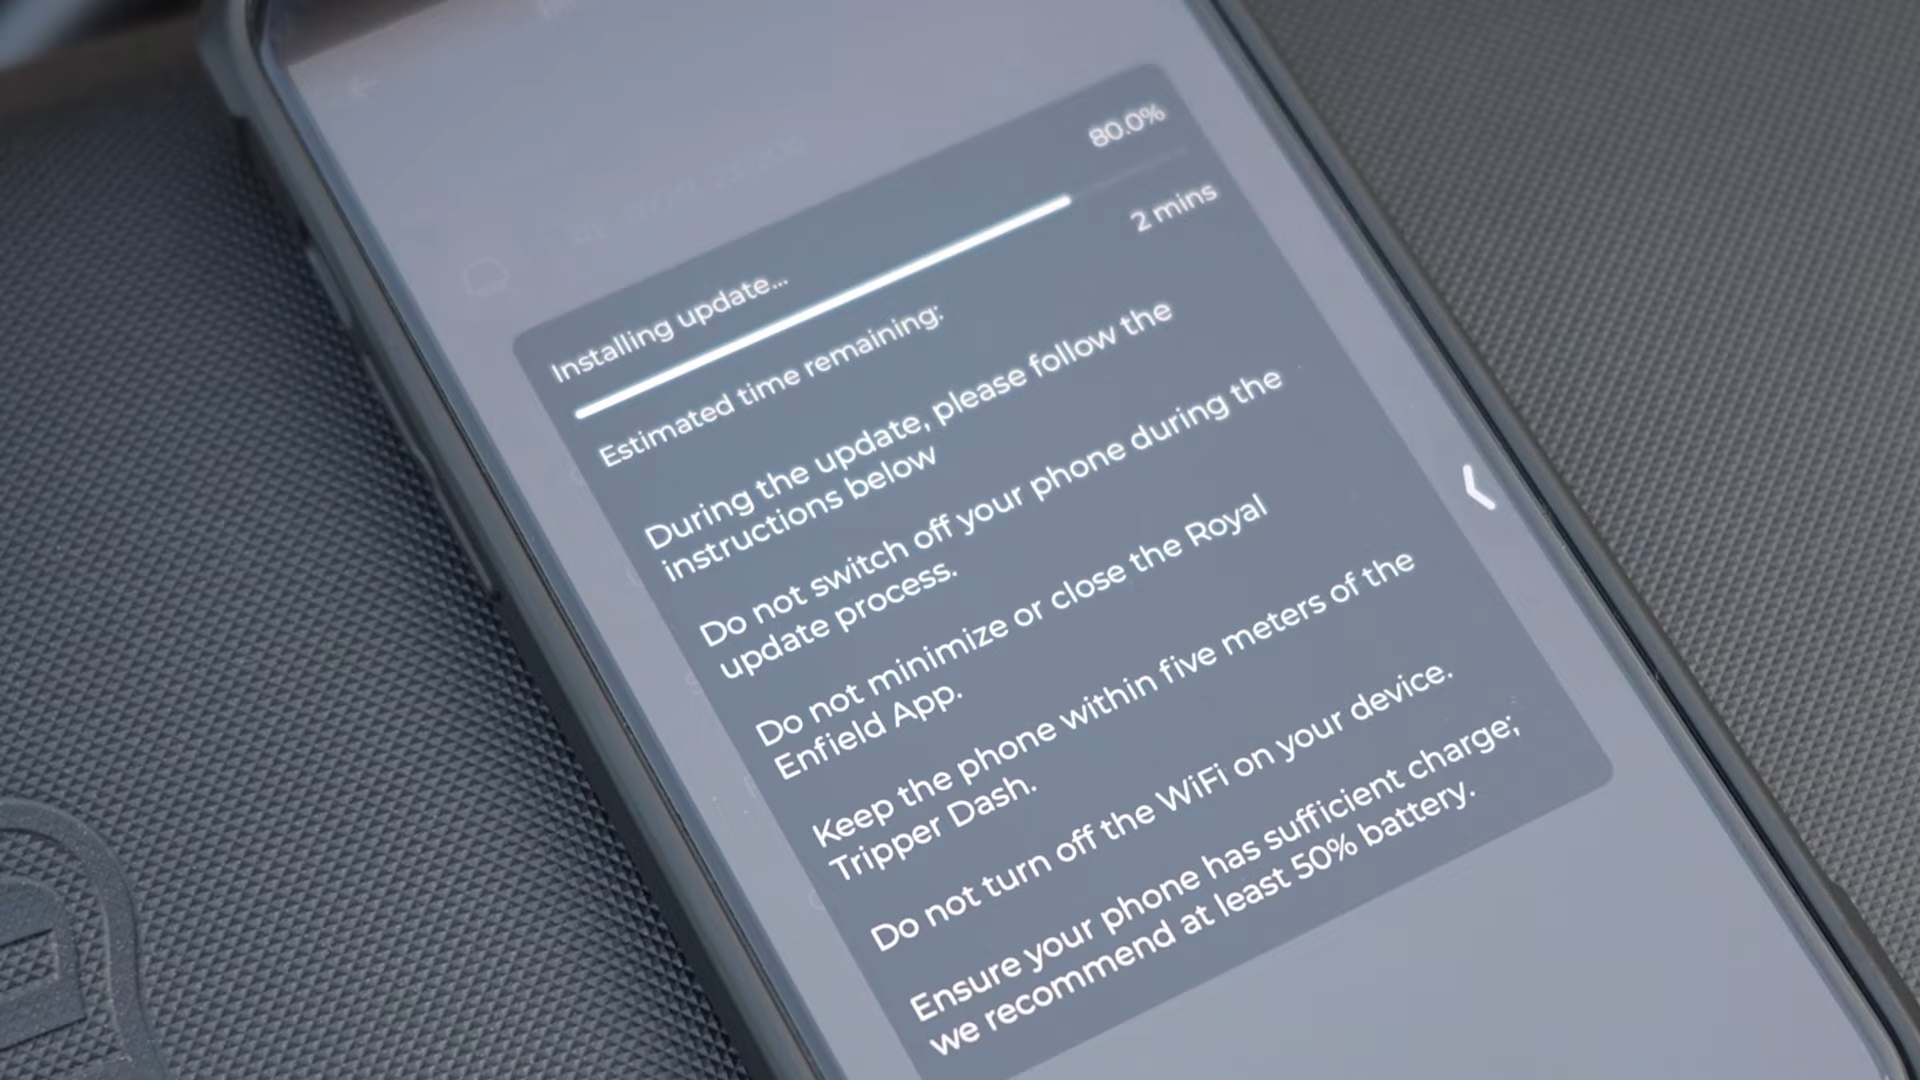 Installing update... 80.0%
Estimated time remaining: 2 mins
During the update, please follow the
instructions below
Do not switch off your phone during the
update process.
Do not minimize or close the Royal
Enfield App.
Keep the phone within five meters of the
Tripper Dash.
Do not turn off the WiFi on your device.
Ensure your phone has sufficient charge;
we recommend at least 50% battery.